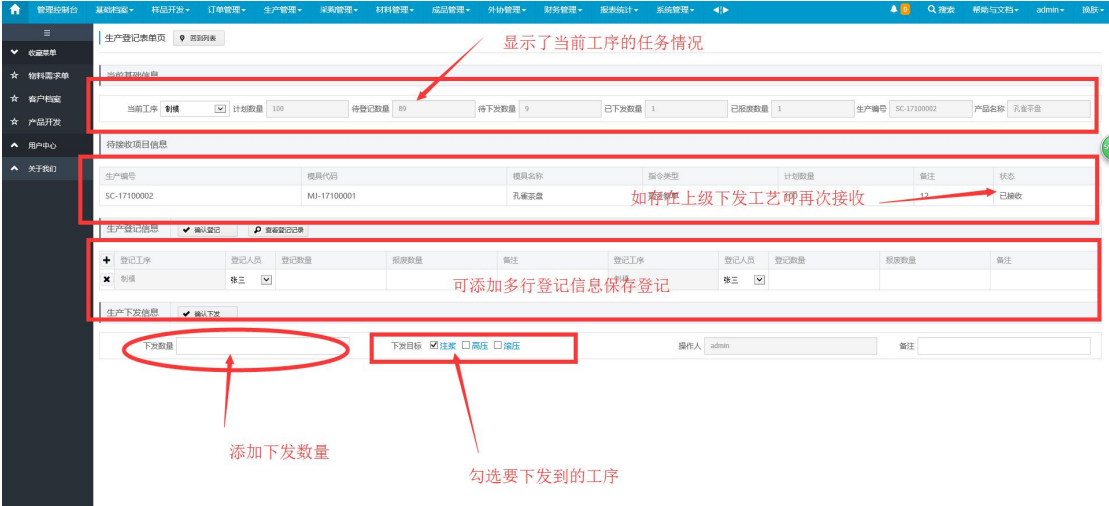 管理控制台 基础档案 样品开发 订单管理 生产管理 采购管理 材料管理 成品管理 外协管理 财务管理 报表统计 系统管理 0 搜索 帮助与文档 admin 换肤
收藏菜单
物料需求单
客户档案
产品开发
用户中心
关于我们
生产登记表单页 回到列表
显示了当前工序的任务情况
当前基础信息
当前工序 制模 计划数量 100 待登记数量 89 待下发数量 9 已下发数量 1 已报废数量 1 生产编号 SC-17100002 产品名称 孔雀茶盘
待接收项目信息
生产编号 模具代码 模具名称 指令类型 计划数量 备注 状态
SC-17100002 MJ-17100001 孔雀茶盘 100 12 已接收
如存在上级下发工艺可再次接收
生产登记信息 确认登记 查看登记记录
登记工序 登记人员 登记数量 报废数量 备注 登记工序 登记人员 登记数量 报废数量 备注
制模 张三 制模 张三
可添加多行登记信息保存登记
生产下发信息 确认下发
下发数量 下发目标 注浆 高压 滚压 操作人 admin 备注
添加下发数量
勾选要下发到的工序